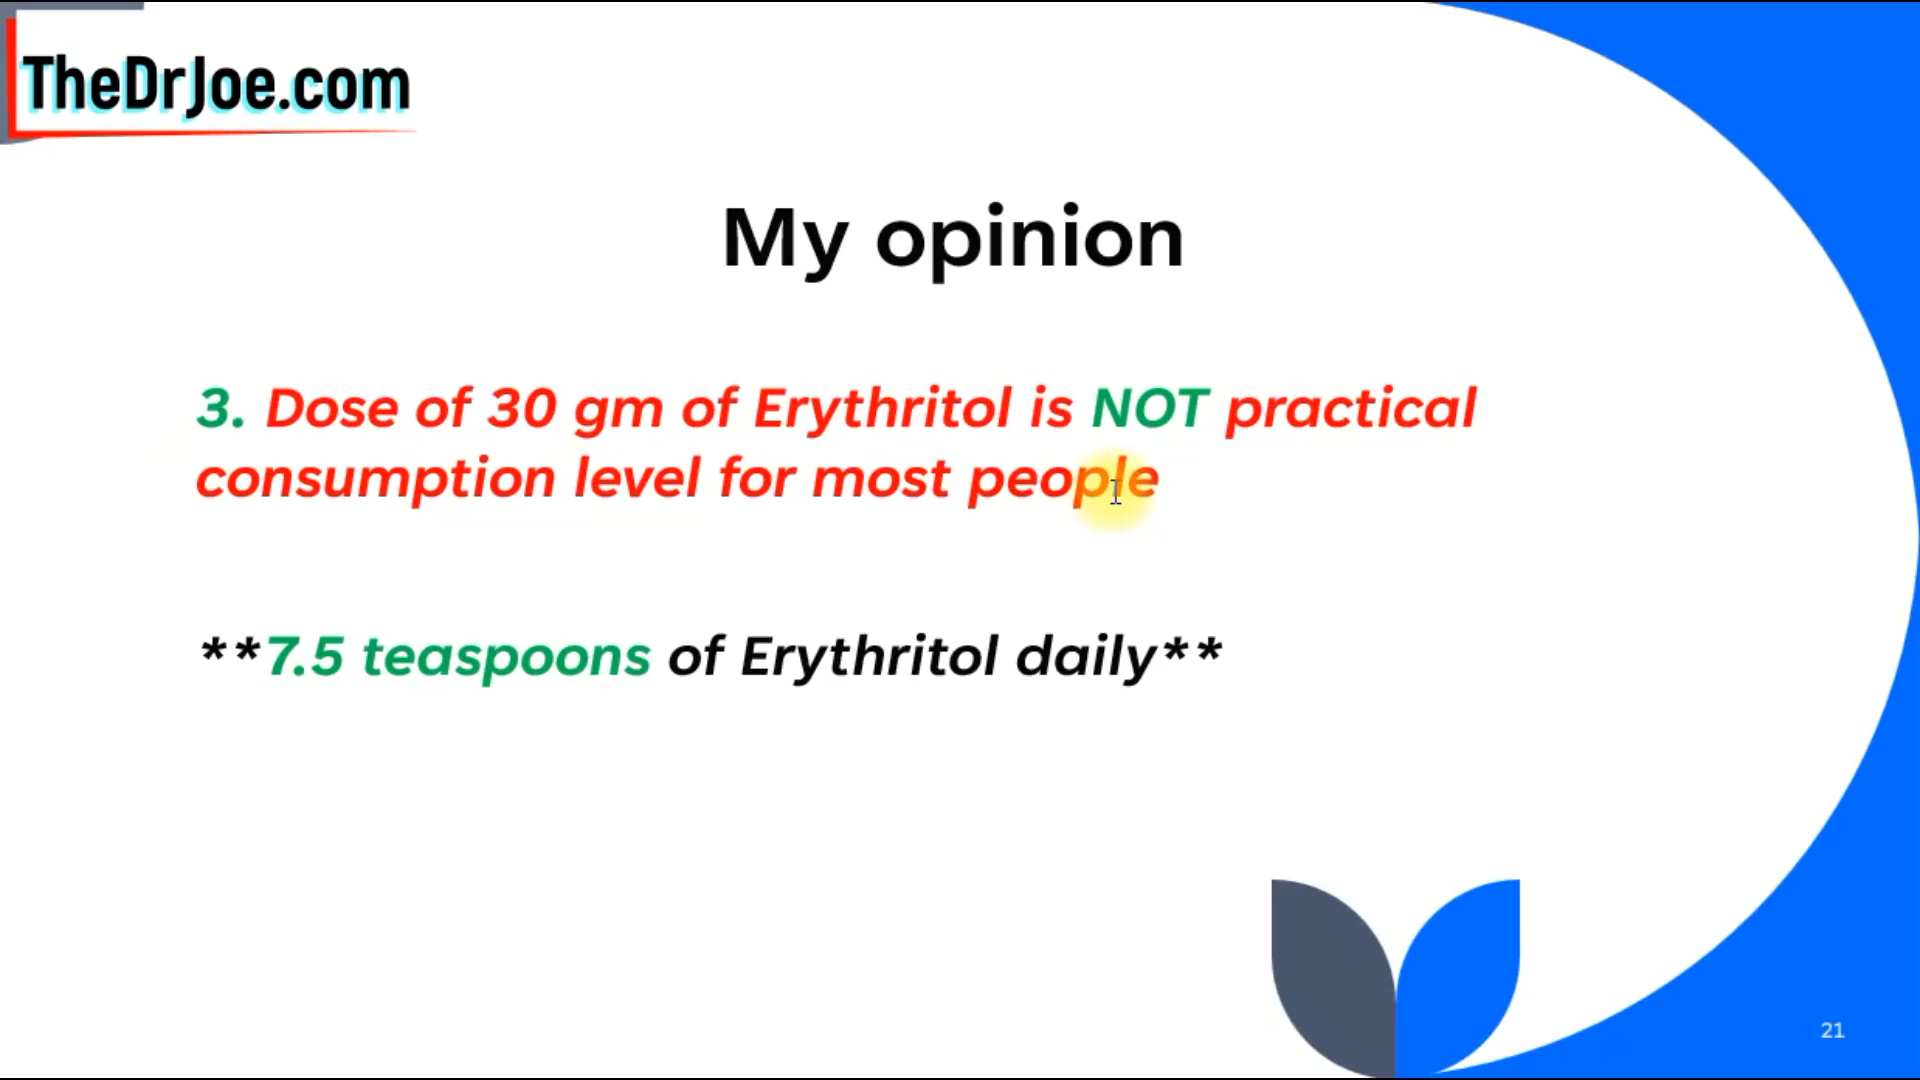 TheDrJoe.com
My opinion
3. Dose of 30 gm of Erythritol is NOT practical
consumption level for most people
**7.5 teaspoons of Erythritol daily**
21